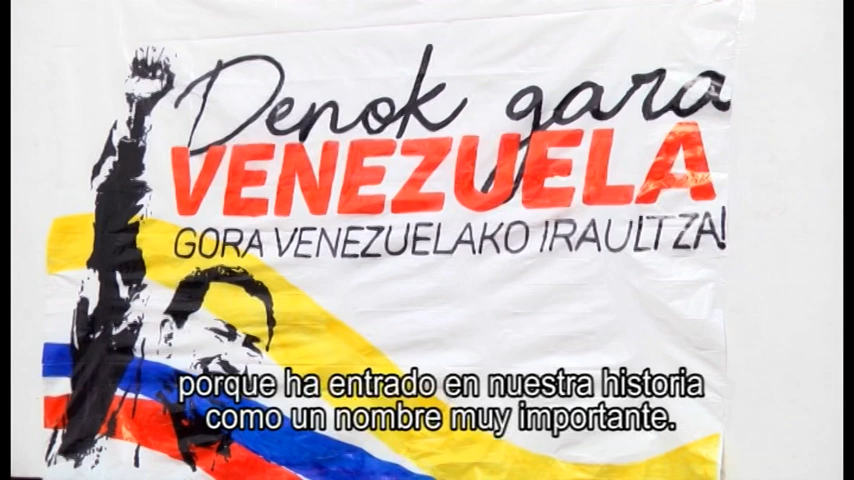 Denok gara
VENEZUELA
GORA VENEZUELAKO IRAULTZA!
porque ha entrado en nuestra historia
como un nombre muy importante.